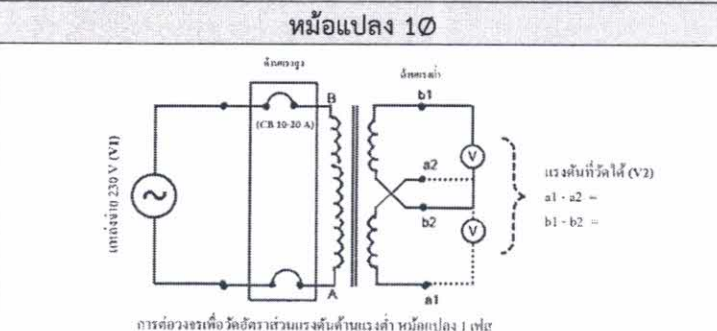 หม้อแปลง 1Ø
ด้านแรงสูง
ด้านแรงต่ำ
B
b1
(CB 10-20 A)
แหล่งจ่าย 230 V (V1)
V
a2
แรงดันที่วัดได้ (V2)
a1 - a2 =
b2
V
b1 - b2 =
A
a1
การต่อวงจรเพื่อวัดอัตราส่วนแรงดันด้านแรงต่ำ หม้อแปลง 1 เฟส